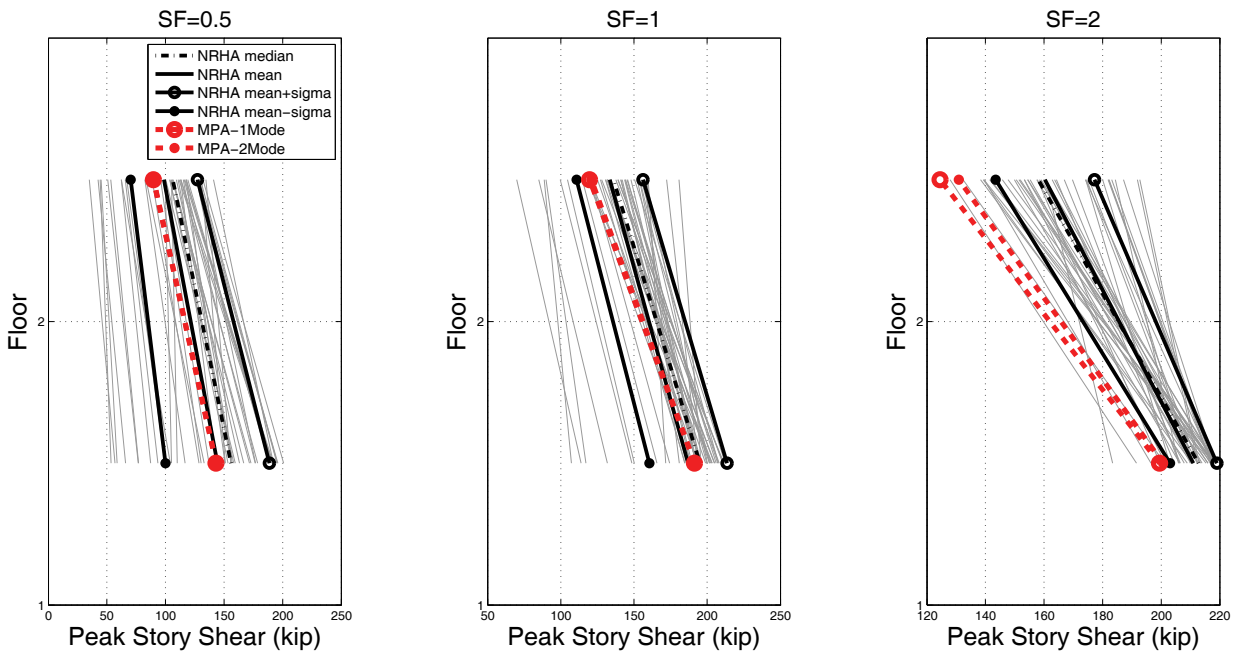 SF=0.5
NRHA median
NRHA mean
NRHA mean+sigma
NRHA mean−sigma
MPA−1Mode
MPA−2Mode
Floor
2
1
0 50 100 150 200 250
Peak Story Shear (kip)
SF=1
Floor
2
1
50 100 150 200 250
Peak Story Shear (kip)
SF=2
Floor
2
1
120 140 160 180 200 220
Peak Story Shear (kip)